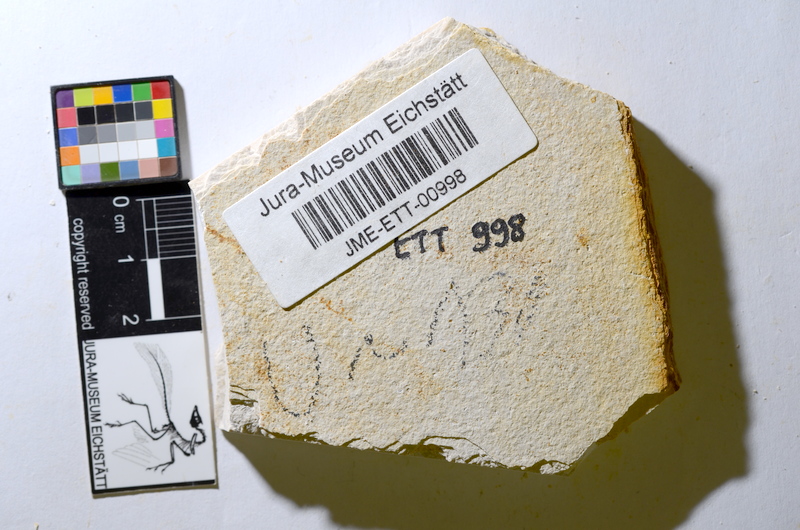 Jura-Museum Eichstätt
JME-ETT-00998
ETT 998
0
cm
1
2
copyright reserved
JURA-MUSEUM EICHSTÄTT